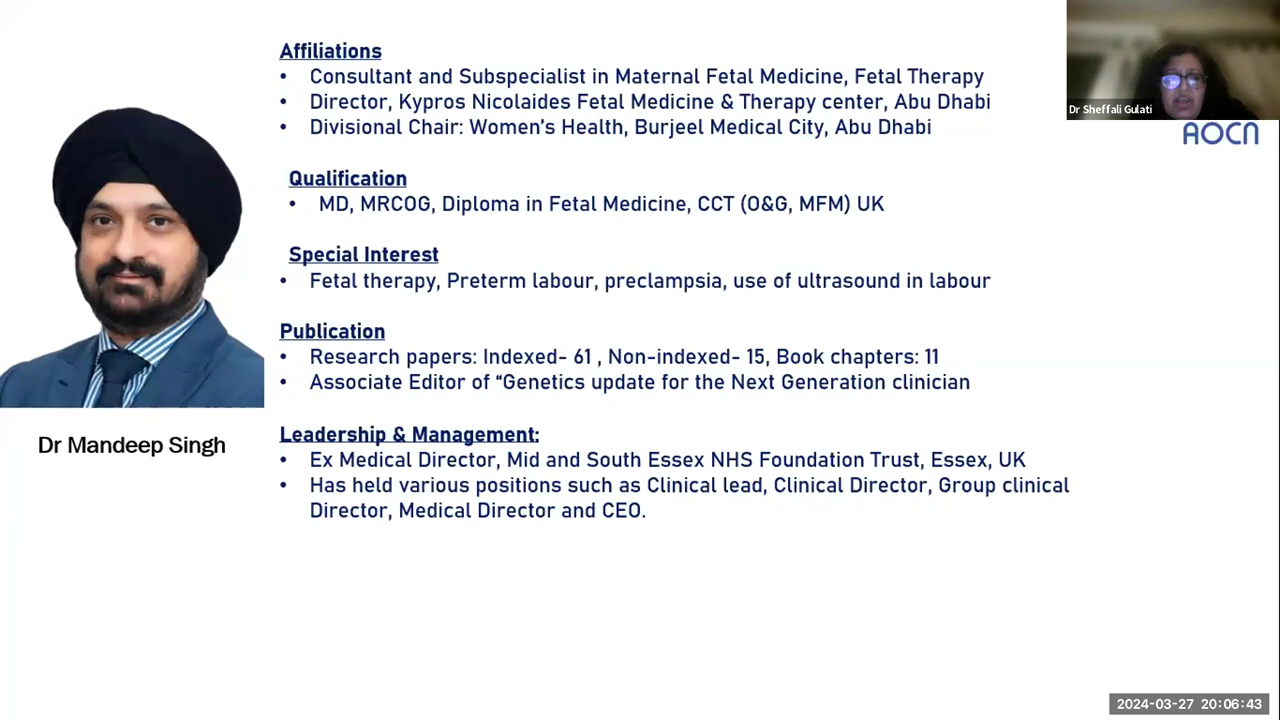 Affiliations
• Consultant and Subspecialist in Maternal Fetal Medicine, Fetal Therapy
• Director, Kypros Nicolaides Fetal Medicine & Therapy center, Abu Dhabi
• Divisional Chair: Women's Health, Burjeel Medical City, Abu Dhabi
Dr Sheffali Gulati
AOCN
Qualification
• MD, MRCOG, Diploma in Fetal Medicine, CCT (O&G, MFM) UK
Special Interest
• Fetal therapy, Preterm labour, preclampsia, use of ultrasound in labour
Publication
• Research papers: Indexed- 61 , Non-indexed- 15, Book chapters: 11
• Associate Editor of “Genetics update for the Next Generation clinician
Dr Mandeep Singh
Leadership & Management:
• Ex Medical Director, Mid and South Essex NHS Foundation Trust, Essex, UK
• Has held various positions such as Clinical lead, Clinical Director, Group clinical
Director, Medical Director and CEO.
2024-03-27 20:06:43